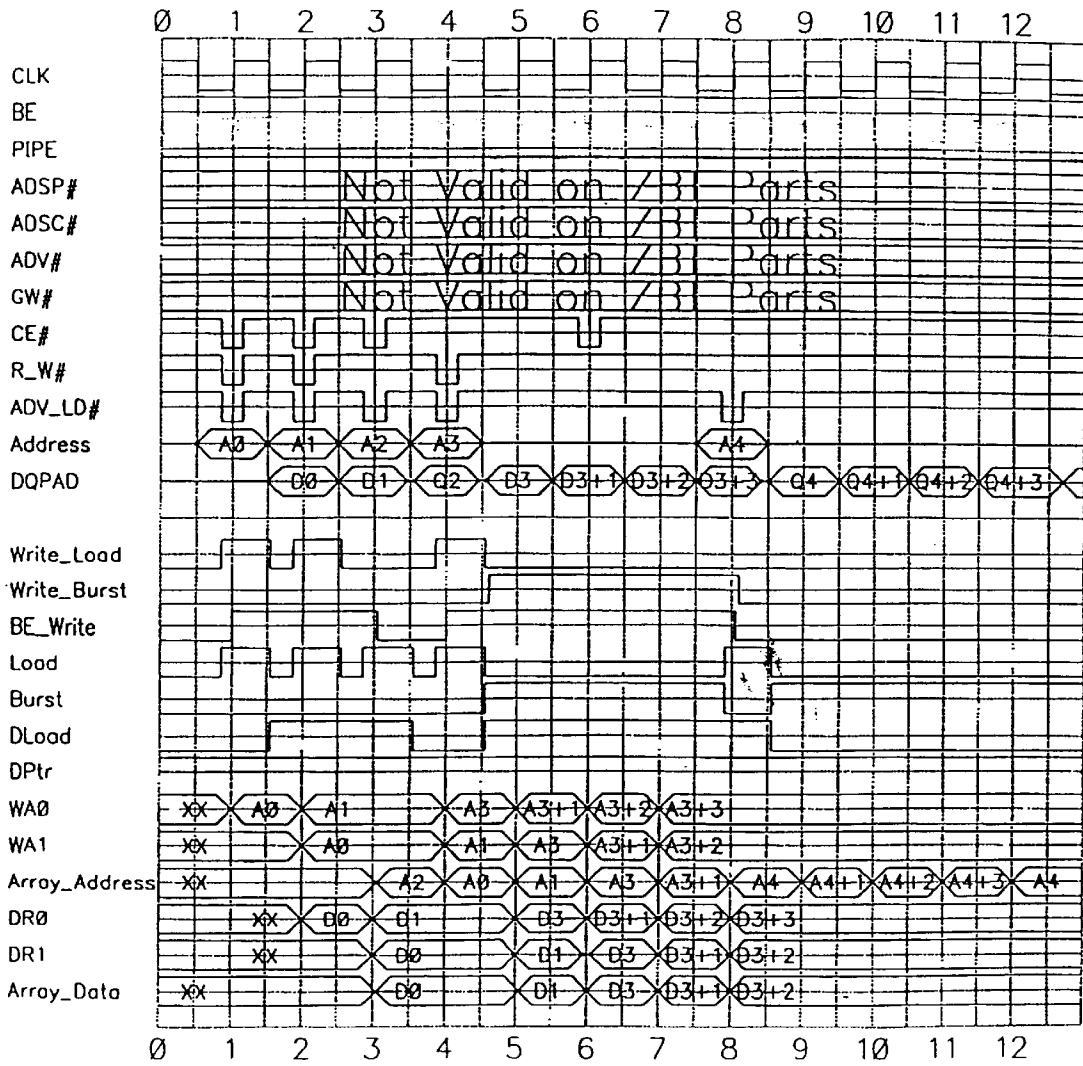 0 1 2 3 4 5 6 7 8 9 10 11 12
CLK
BE
PIPE
ADSP# Not Valid on ZBT Parts
ADSC# Not Valid on ZBT Parts
ADV# Not Valid on ZBT Parts
GW# Not Valid on ZBT Parts
CE#
R_W#
ADV_LD#
Address A0 A1 A2 A3 A4
DQPAD D0 D1 Q2 D3 D3+1 D3+2 D3+3 Q4 Q4+1 Q4+2 Q4+3
Write_Load
Write_Burst
BE_Write
Load
Burst
DLoad
DPtr
WA0 XX A0 A1 A3 A3+1 A3+2 A3+3
WA1 XX A0 A1 A3 A3+1 A3+2
Array_Address XX A2 A0 A1 A3 A3+1 A4 A4+1 A4+2 A4+3 A4
DR0 XX D0 D1 D3 D3+1 D3+2 D3+3
DR1 XX D0 D1 D3 D3+1 D3+2
Array_Data XX D0 D1 D3 D3+1 D3+2
0 1 2 3 4 5 6 7 8 9 10 11 12